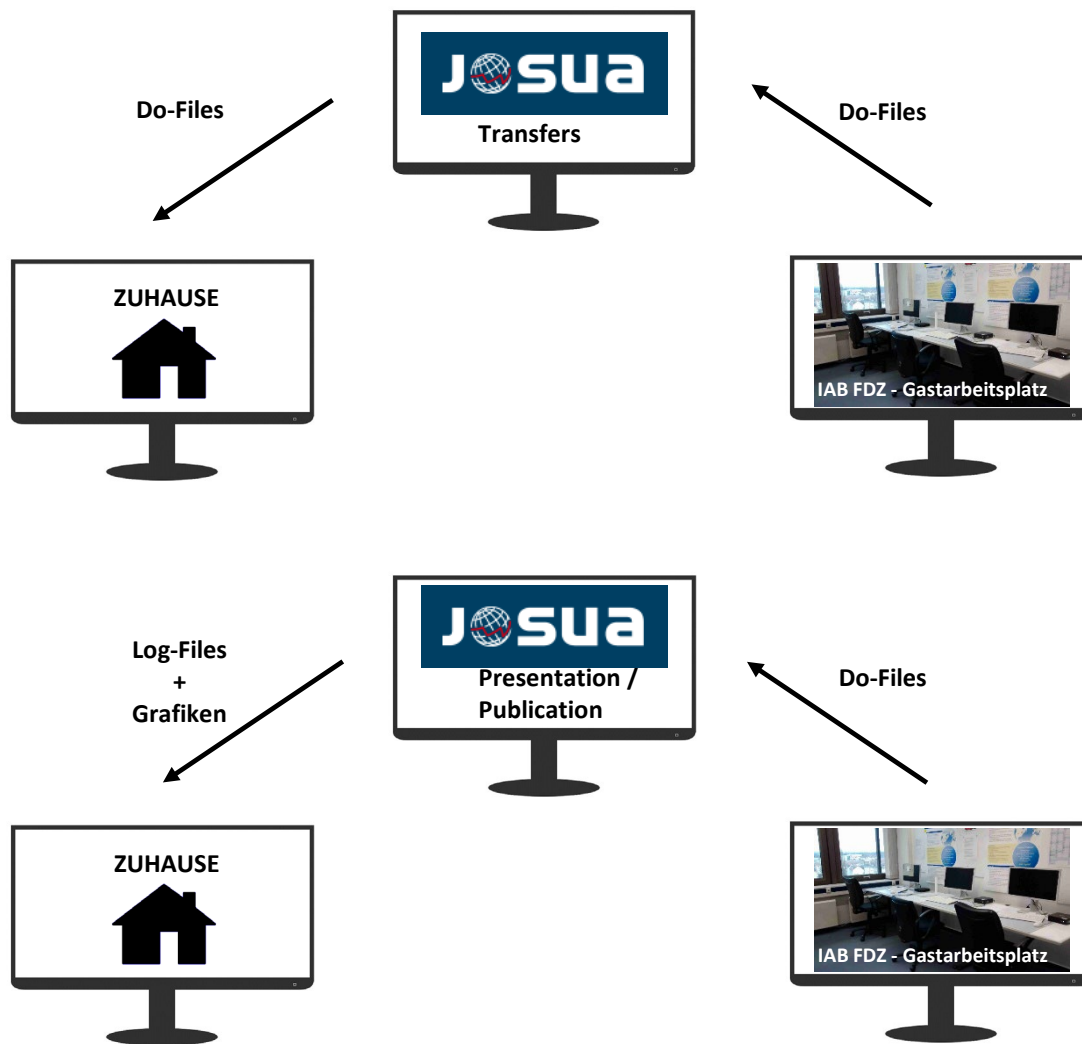 JOSUA
Do-Files
Transfers
Do-Files
ZUHAUSE
IAB FDZ - Gastarbeitsplatz
JOSUA
Log-Files
+
Grafiken
Presentation /
Publication
Do-Files
ZUHAUSE
IAB FDZ - Gastarbeitsplatz